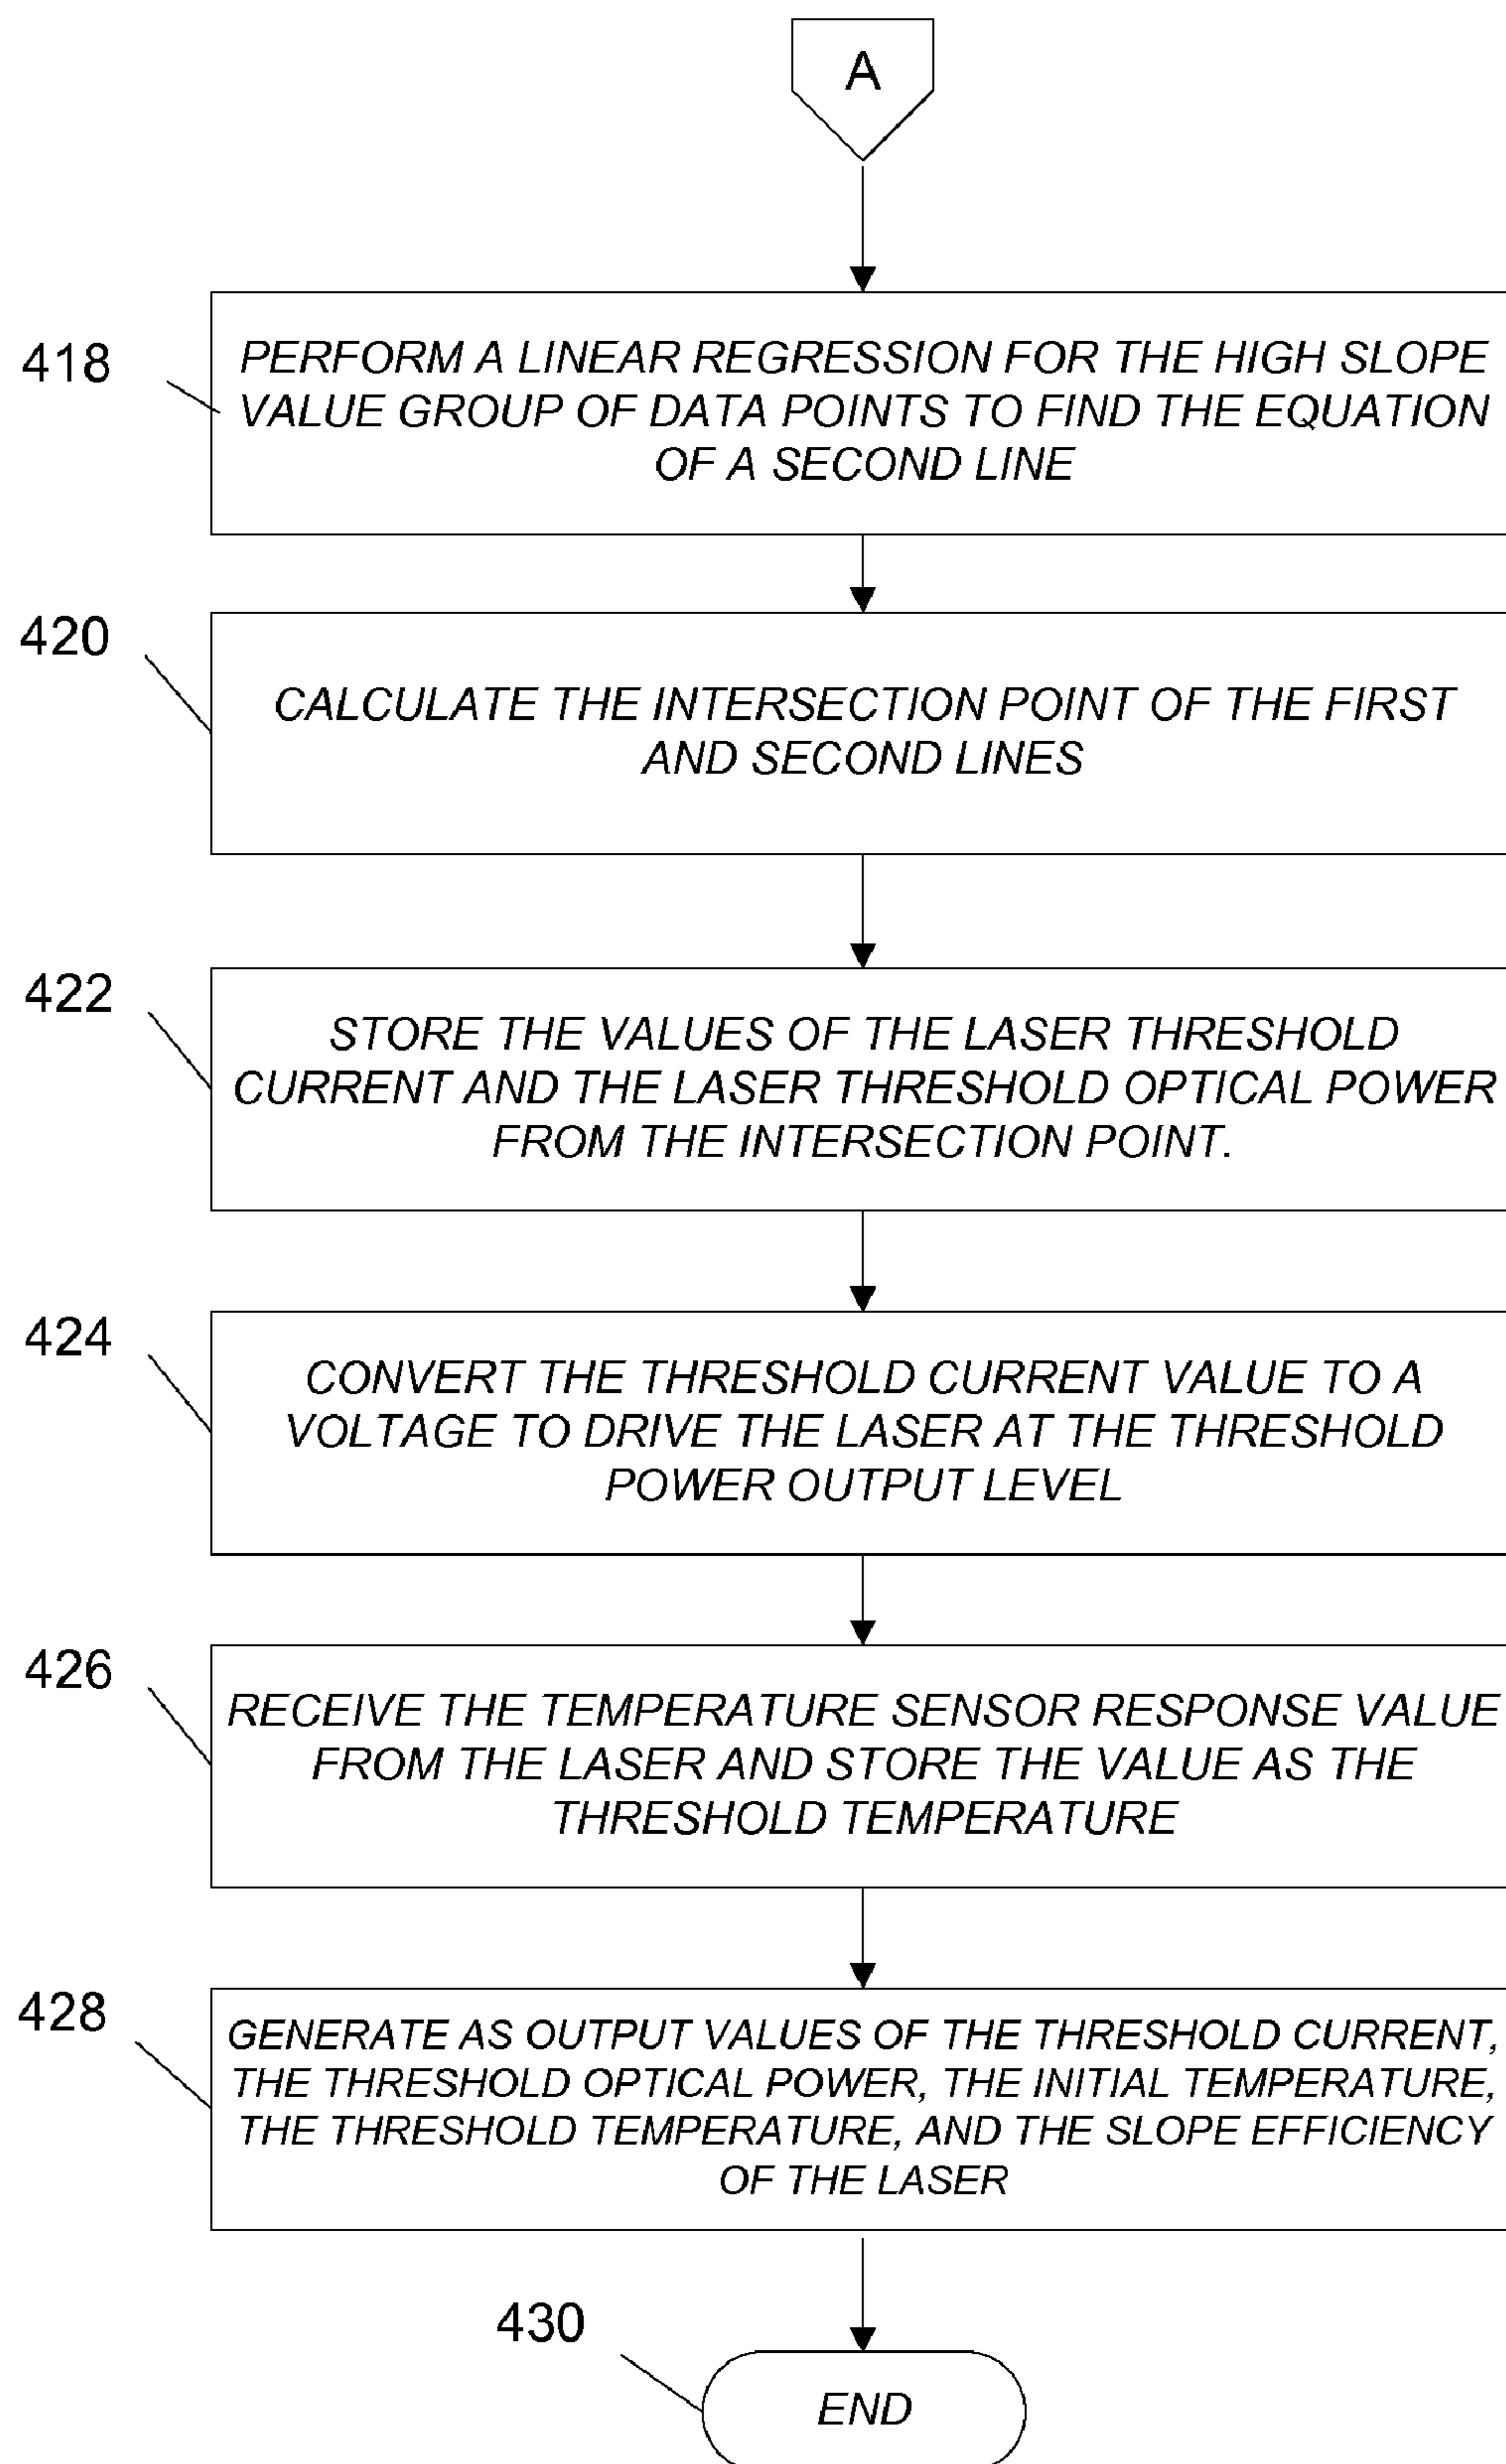 A
418
PERFORM A LINEAR REGRESSION FOR THE HIGH SLOPE
VALUE GROUP OF DATA POINTS TO FIND THE EQUATION
OF A SECOND LINE
420
CALCULATE THE INTERSECTION POINT OF THE FIRST
AND SECOND LINES
422
STORE THE VALUES OF THE LASER THRESHOLD
CURRENT AND THE LASER THRESHOLD OPTICAL POWER
FROM THE INTERSECTION POINT.
424
CONVERT THE THRESHOLD CURRENT VALUE TO A
VOLTAGE TO DRIVE THE LASER AT THE THRESHOLD
POWER OUTPUT LEVEL
426
RECEIVE THE TEMPERATURE SENSOR RESPONSE VALUE
FROM THE LASER AND STORE THE VALUE AS THE
THRESHOLD TEMPERATURE
428
GENERATE AS OUTPUT VALUES OF THE THRESHOLD CURRENT,
THE THRESHOLD OPTICAL POWER, THE INITIAL TEMPERATURE,
THE THRESHOLD TEMPERATURE, AND THE SLOPE EFFICIENCY
OF THE LASER
430
END